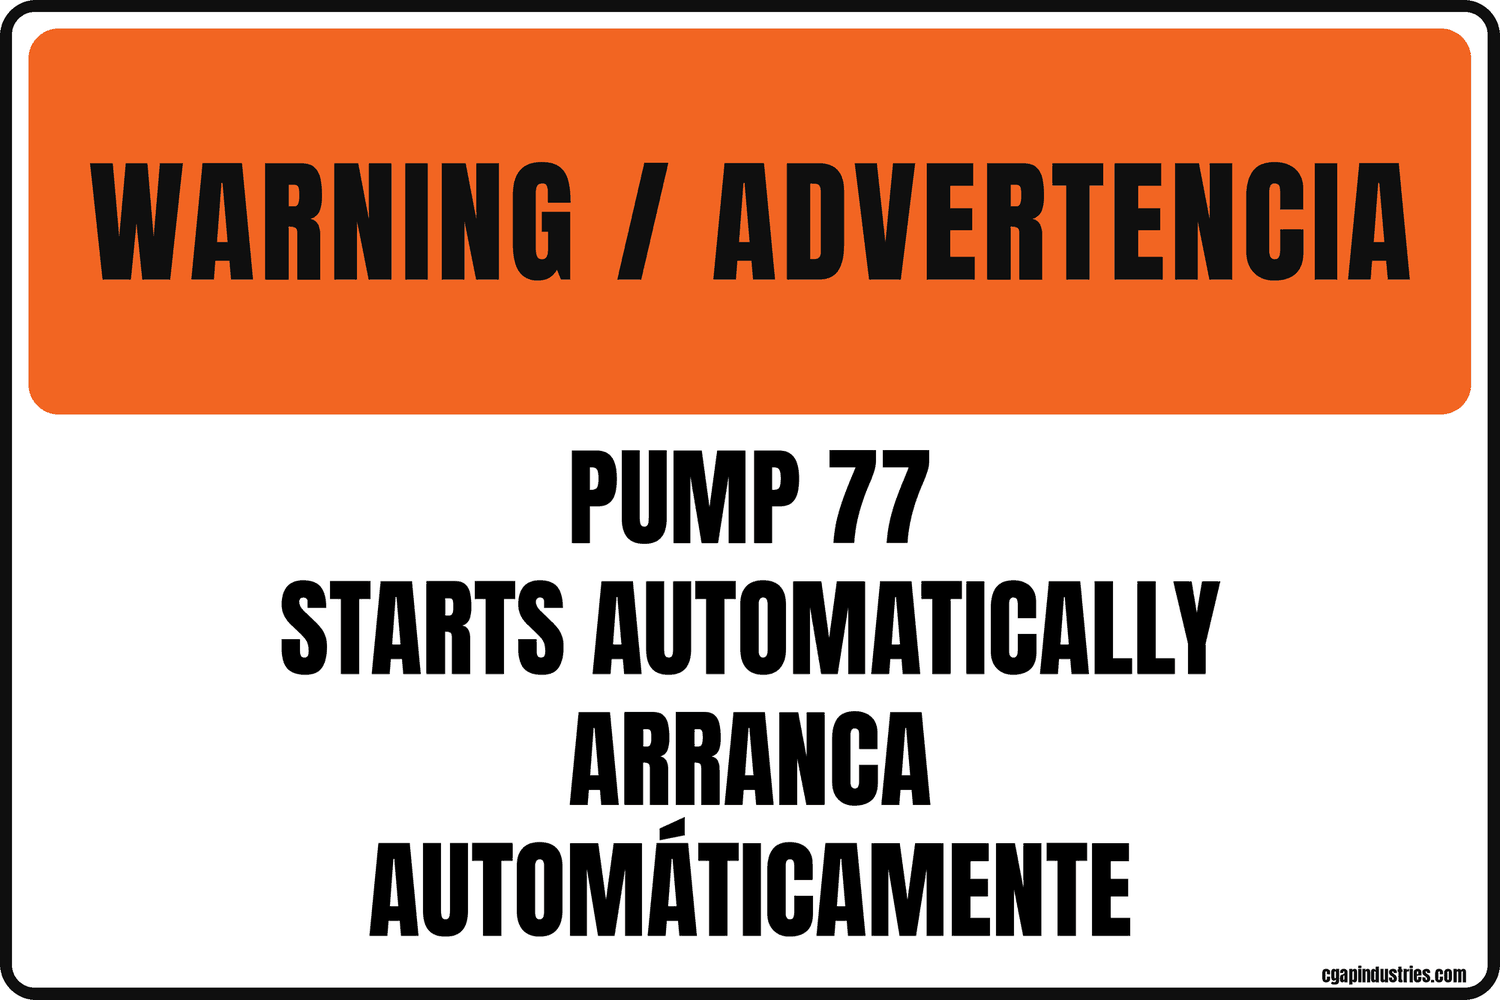 WARNING / ADVERTENCIA
PUMP 77
STARTS AUTOMATICALLY
ARRANCA
AUTOMÁTICAMENTE
cgapindustries.com